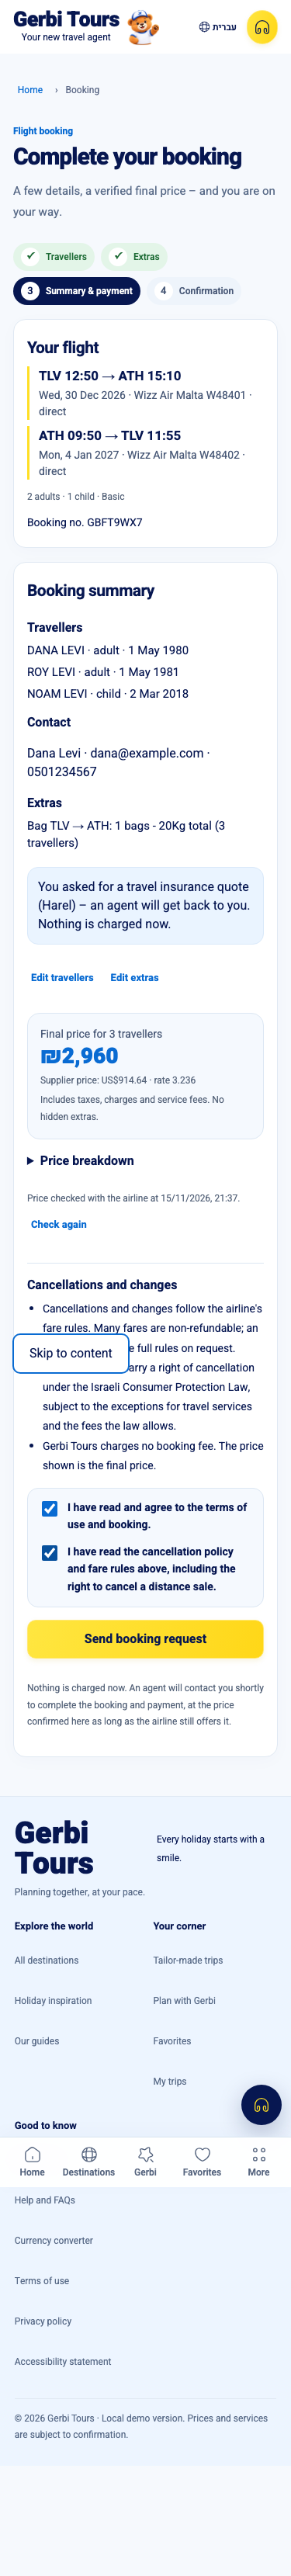 Gerbi Tours
Your new travel agent
עברית
Home › Booking
Flight booking
Complete your booking
A few details, a verified final price – and you are on
your way.
✓ Travellers
✓ Extras
3 Summary & payment
4 Confirmation
Your flight
TLV 12:50 → ATH 15:10
Wed, 30 Dec 2026 · Wizz Air Malta W48401 ·
direct
ATH 09:50 → TLV 11:55
Mon, 4 Jan 2027 · Wizz Air Malta W48402 ·
direct
2 adults · 1 child · Basic
Booking no. GBFT9WX7
Booking summary
Travellers
DANA LEVI · adult · 1 May 1980
ROY LEVI · adult · 1 May 1981
NOAM LEVI · child · 2 Mar 2018
Contact
Dana Levi · dana@example.com ·
0501234567
Extras
Bag TLV → ATH: 1 bags - 20Kg total (3
travellers)
You asked for a travel insurance quote
(Harel) – an agent will get back to you.
Nothing is charged now.
Edit travellers
Edit extras
Final price for 3 travellers
₪2,960
Supplier price: US$914.64 · rate 3.236
Includes taxes, charges and service fees. No
hidden extras.
Price breakdown
Price checked with the airline at 15/11/2026, 21:37.
Check again
Cancellations and changes
• Cancellations and changes follow the airline's
fare rules. Many fares are non-refundable; an
Skip to content
full rules on request.
arry a right of cancellation
under the Israeli Consumer Protection Law,
subject to the exceptions for travel services
and the fees the law allows.
• Gerbi Tours charges no booking fee. The price
shown is the final price.
I have read and agree to the terms of
use and booking.
I have read the cancellation policy
and fare rules above, including the
right to cancel a distance sale.
Send booking request
Nothing is charged now. An agent will contact you shortly
to complete the booking and payment, at the price
confirmed here as long as the airline still offers it.
Gerbi
Tours
Every holiday starts with a
smile.
Planning together, at your pace.
Explore the world
Your corner
All destinations
Tailor-made trips
Holiday inspiration
Plan with Gerbi
Our guides
Favorites
My trips
Good to know
Home
Destinations
Gerbi
Favorites
More
Help and FAQs
Currency converter
Terms of use
Privacy policy
Accessibility statement
© 2026 Gerbi Tours · Local demo version. Prices and services
are subject to confirmation.